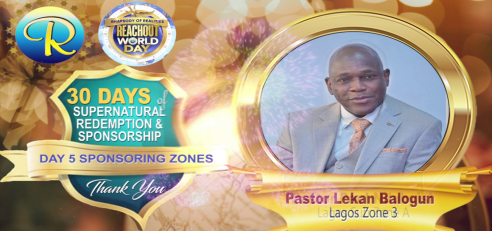 R
RHAPSODY OF REALITIES
REACHOUT
WORLD
DAY
30 DAYS of
SUPERNATURAL
REDEMPTION &
SPONSORSHIP
DAY 5 SPONSORING ZONES
Thank You
Pastor Lekan Balogun
Lagos Zone 3